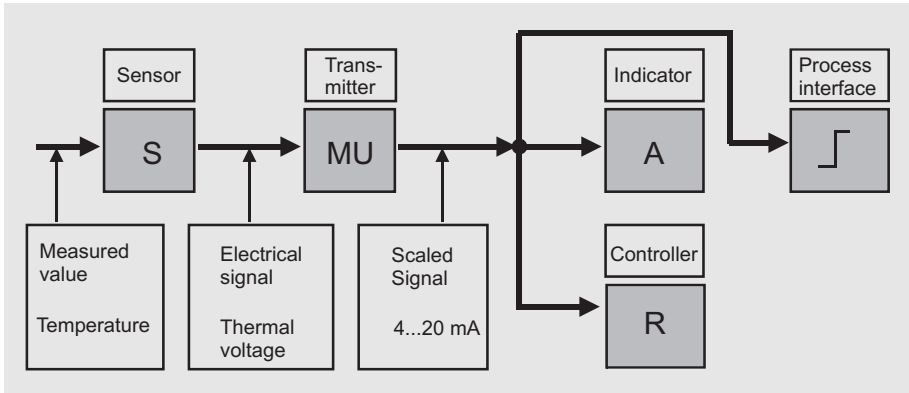 Sensor
Trans-
mitter
Indicator
Process
interface
S
MU
A
Measured
value
Temperature
Electrical
signal
Thermal
voltage
Scaled
Signal
4...20 mA
Controller
R